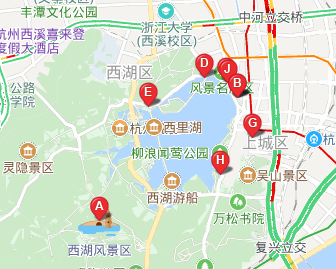 丰潭文化公园
中河立交桥
浙江大学
(西溪校区)
杭州西溪喜来登
度假大酒店
西湖区
公路
学院
D
J
B
风景名
E
杭州
西里湖
G
上城区
杭
柳浪闻莺公园
H
灵隐景区
吴山景区
西湖游船
A
万松书院
西湖风景区
复兴立交